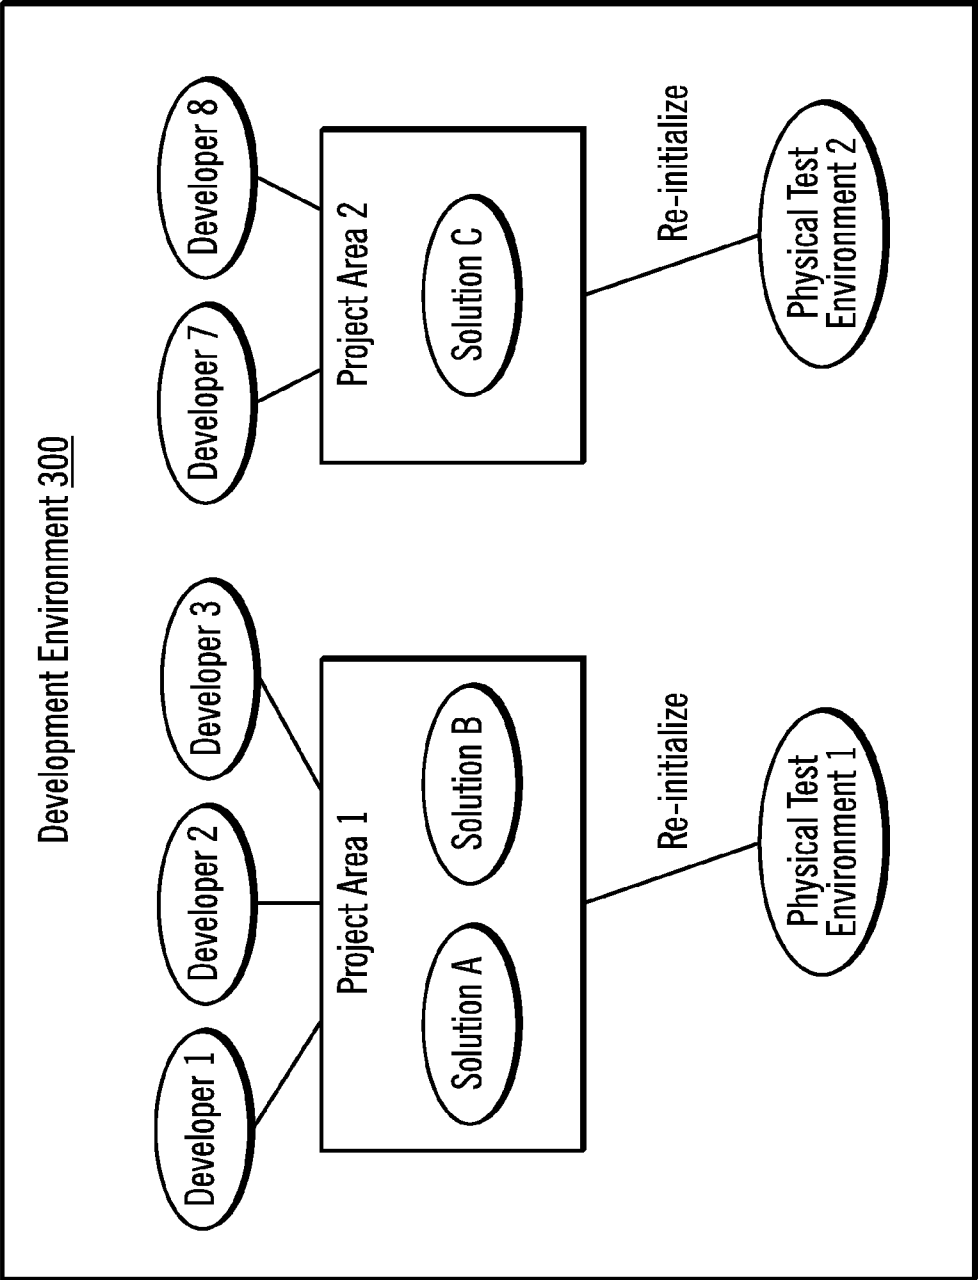 Development Environment 300
Developer 1
Developer 2
Developer 3
Developer 7
Developer 8
Project Area 1
Project Area 2
Solution A
Solution B
Solution C
Re-initialize
Re-initialize
Physical Test
Environment 1
Physical Test
Environment 2